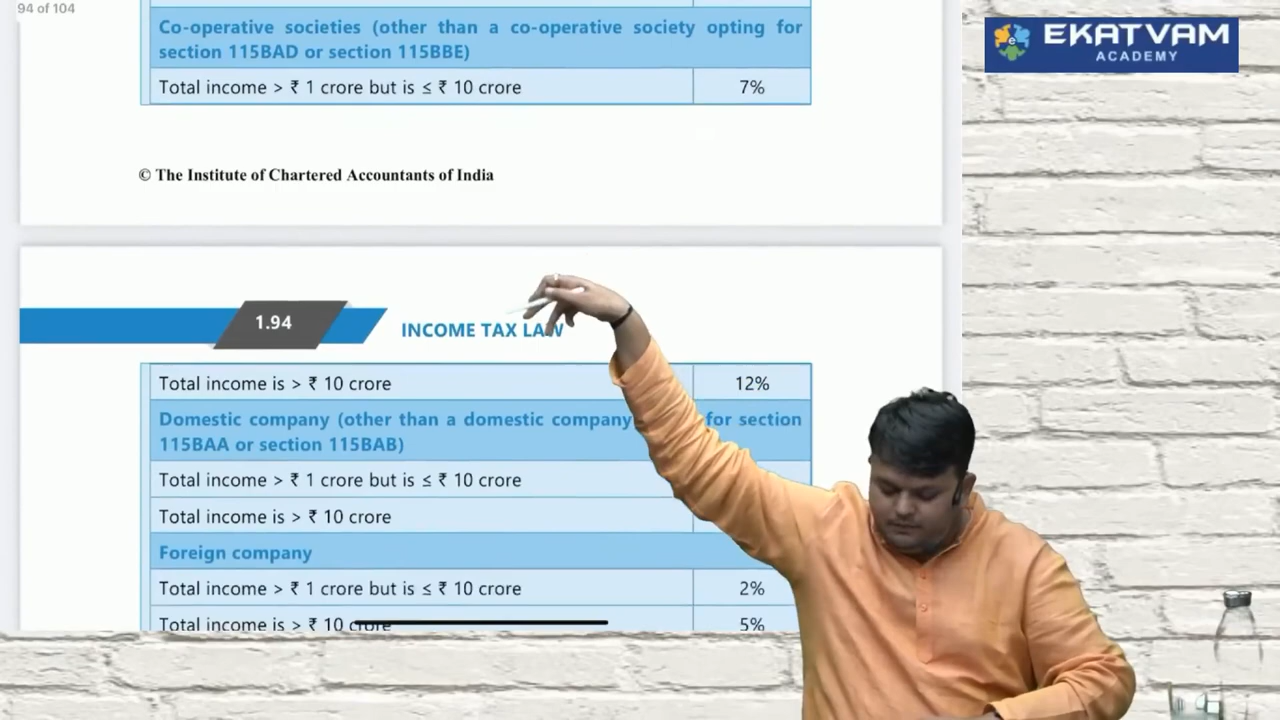 94 of 104
Co-operative societies (other than a co-operative society opting for
section 115BAD or section 115BBE)
Total income > ₹ 1 crore but is ≤ ₹ 10 crore 7%
© The Institute of Chartered Accountants of India
1.94 INCOME TAX LAW
Total income is > ₹ 10 crore 12%
Domestic company (other than a domestic company for section
115BAA or section 115BAB)
Total income > ₹ 1 crore but is ≤ ₹ 10 crore
Total income is > ₹ 10 crore
Foreign company
Total income > ₹ 1 crore but is ≤ ₹ 10 crore 2%
Total income is > ₹ 10 crore 5%
EKATVAM
ACADEMY